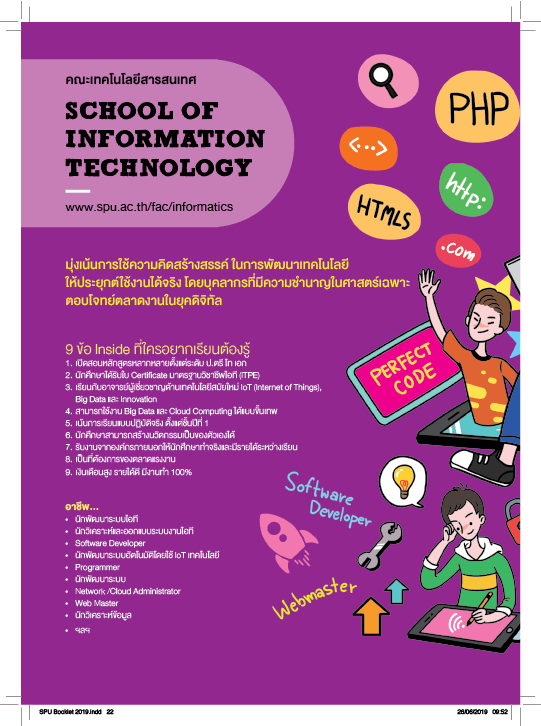 คณะเทคโนโลยีสารสนเทศ
SCHOOL OF
INFORMATION
TECHNOLOGY
www.spu.ac.th/fac/informatics
PHP
<...>
http:
HTMLS
.com
มุ่งเน้นการใช้ความคิดสร้างสรรค์ ในการพัฒนาเทคโนโลยี
ให้ประยุกต์ใช้งานได้จริง โดยบุคลากรที่มีความชำนาญในศาสตร์เฉพาะ
ตอบโจทย์ตลาดงานในยุคดิจิทัล
PERFECT
CODE
9 ข้อ Inside ที่ใครอยากเรียนต้องรู้
1. เปิดสอนหลักสูตรหลากหลายตั้งแต่ระดับ ป.ตรี โท เอก
2. นักศึกษาได้รับใบ Certificate มาตรฐานวิชาชีพไอที (ITPE)
3. เรียนกับอาจารย์ผู้เชี่ยวชาญด้านเทคโนโลยีสมัยใหม่ IoT (Internet of Things),
Big Data และ Innovation
4. สามารถใช้งาน Big Data และ Cloud Computing ได้แบบขั้นเทพ
5. เน้นการเรียนแบบปฏิบัติจริง ตั้งแต่ชั้นปีที่ 1
6. นักศึกษาสามารถสร้างนวัตกรรมเป็นของตัวเองได้
7. รับงานจากองค์กรภายนอกให้นักศึกษาทำจริงและมีรายได้ระหว่างเรียน
8. เป็นที่ต้องการของตลาดแรงงาน
9. เงินเดือนสูง รายได้ดี มีงานทำ 100%
Software
Developer
Webmaster
อาชีพ...
• นักพัฒนาระบบไอที
• นักวิเคราะห์และออกแบบระบบงานไอที
• Software Developer
• นักพัฒนาระบบอัตโนมัติโดยใช้ IoT เทคโนโลยี
• Programmer
• นักพัฒนาระบบ
• Network /Cloud Administrator
• Web Master
• นักวิเคราะห์ข้อมูล
• ฯลฯ
SPU Booklet 2019.indd 22
26/06/2019 09:52